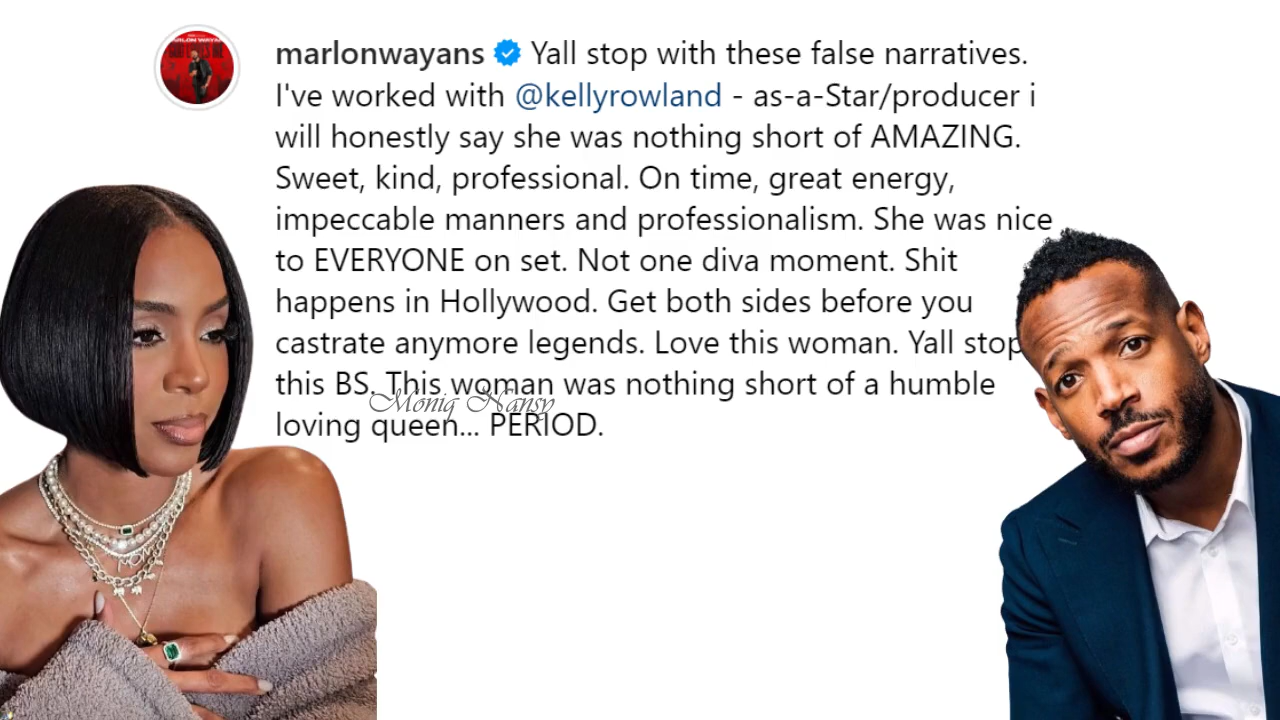 marlonwayans Yall stop with these false narratives.
I've worked with @kellyrowland - as-a-Star/producer i
will honestly say she was nothing short of AMAZING.
Sweet, kind, professional. On time, great energy,
impeccable manners and professionalism. She was nice
to EVERYONE on set. Not one diva moment. Shit
happens in Hollywood. Get both sides before you
castrate anymore legends. Love this woman. Yall stop
this BS. This woman was nothing short of a humble
Moniq Nansy
loving queen... PERIOD.